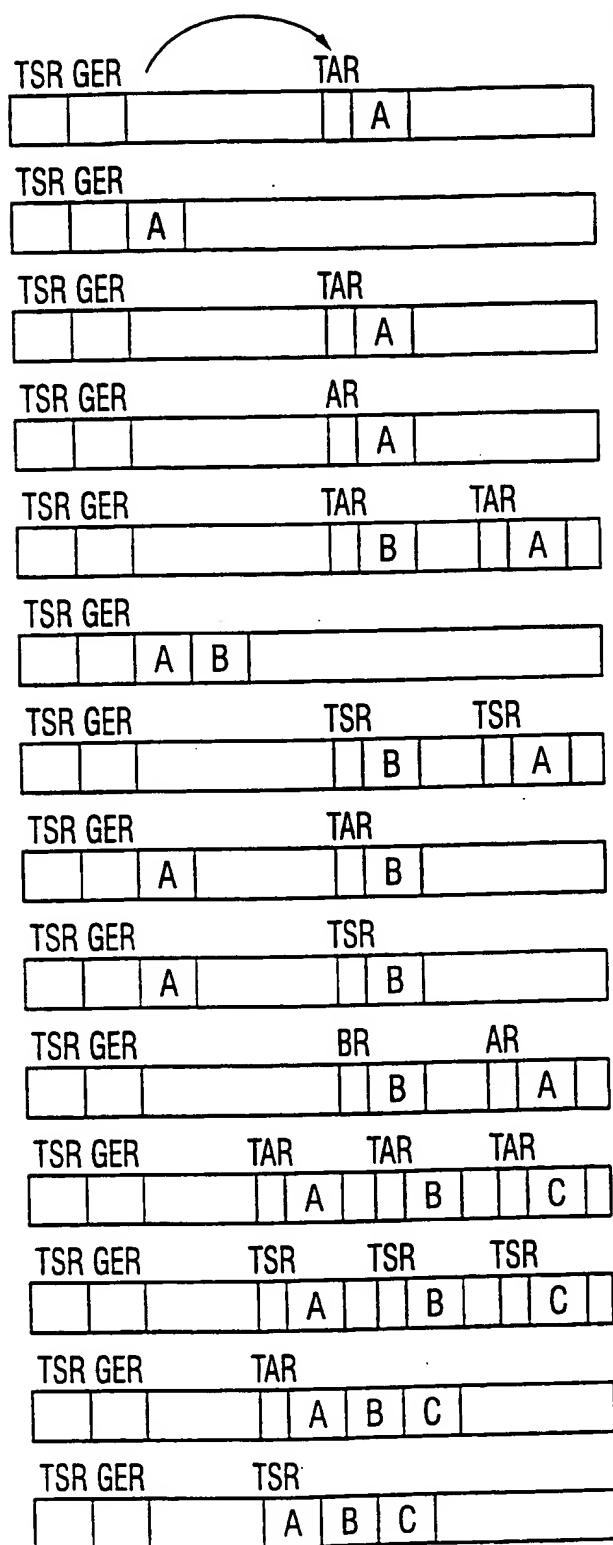 TSR GER TAR
A
TSR GER
A
TSR GER TAR
A
TSR GER AR
A
TSR GER TAR TAR
B A
TSR GER
A B
TSR GER TSR TSR
B A
TSR GER TAR
A B
TSR GER TSR
A B
TSR GER BR AR
B A
TSR GER TAR TAR TAR
A B C
TSR GER TSR TSR TSR
A B C
TSR GER TAR
A B C
TSR GER TSR
A B C